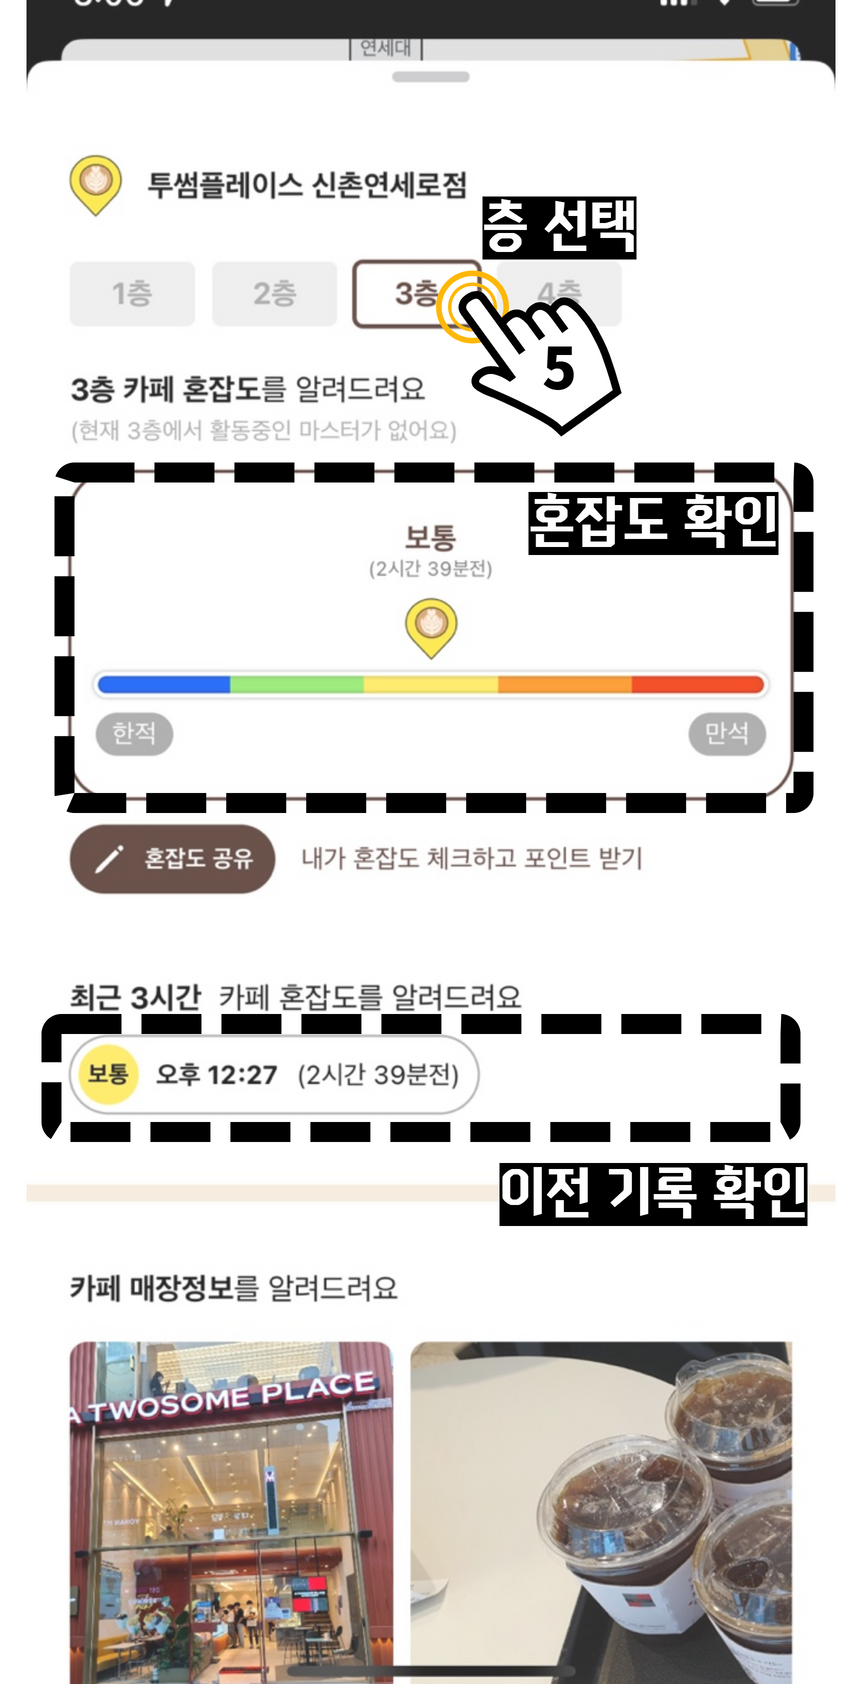 연세대
투썸플레이스 신촌연세로점
층 선택
1층 2층 3층 4층
5
3층 카페 혼잡도를 알려드려요
(현재 3층에서 활동중인 마스터가 없어요)
혼잡도 확인
보통
(2시간 39분전)
한적 만석
혼잡도 공유 내가 혼잡도 체크하고 포인트 받기
최근 3시간 카페 혼잡도를 알려드려요
보통 오후 12:27 (2시간 39분전)
이전 기록 확인
카페 매장정보를 알려드려요
A TWOSOME PLACE